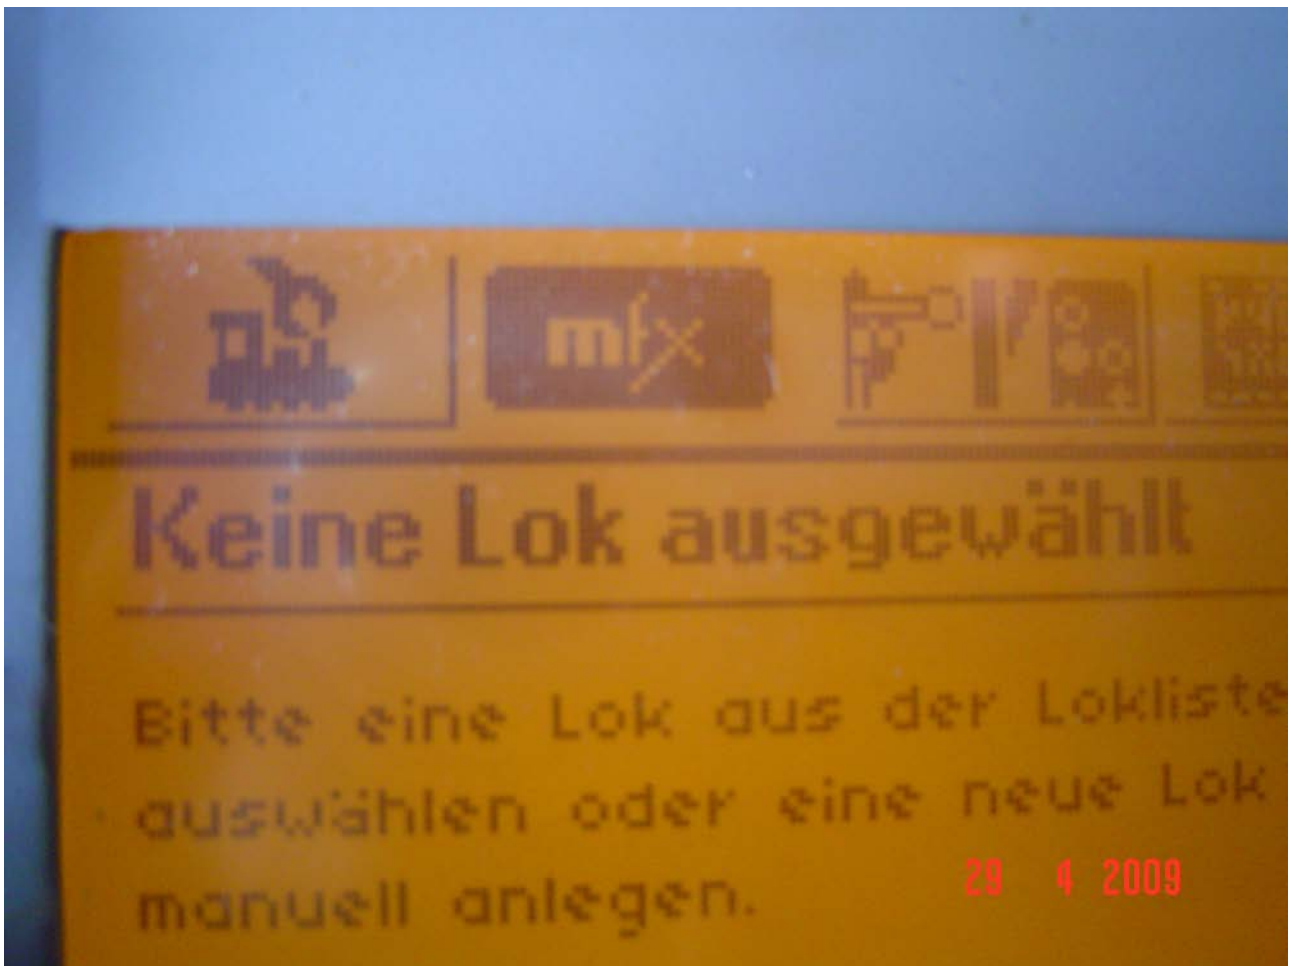 mfx
Keine Lok ausgewählt
Bitte eine Lok aus der Lokliste
auswählen oder eine neue Lok
manuell anlegen.
29 4 2009